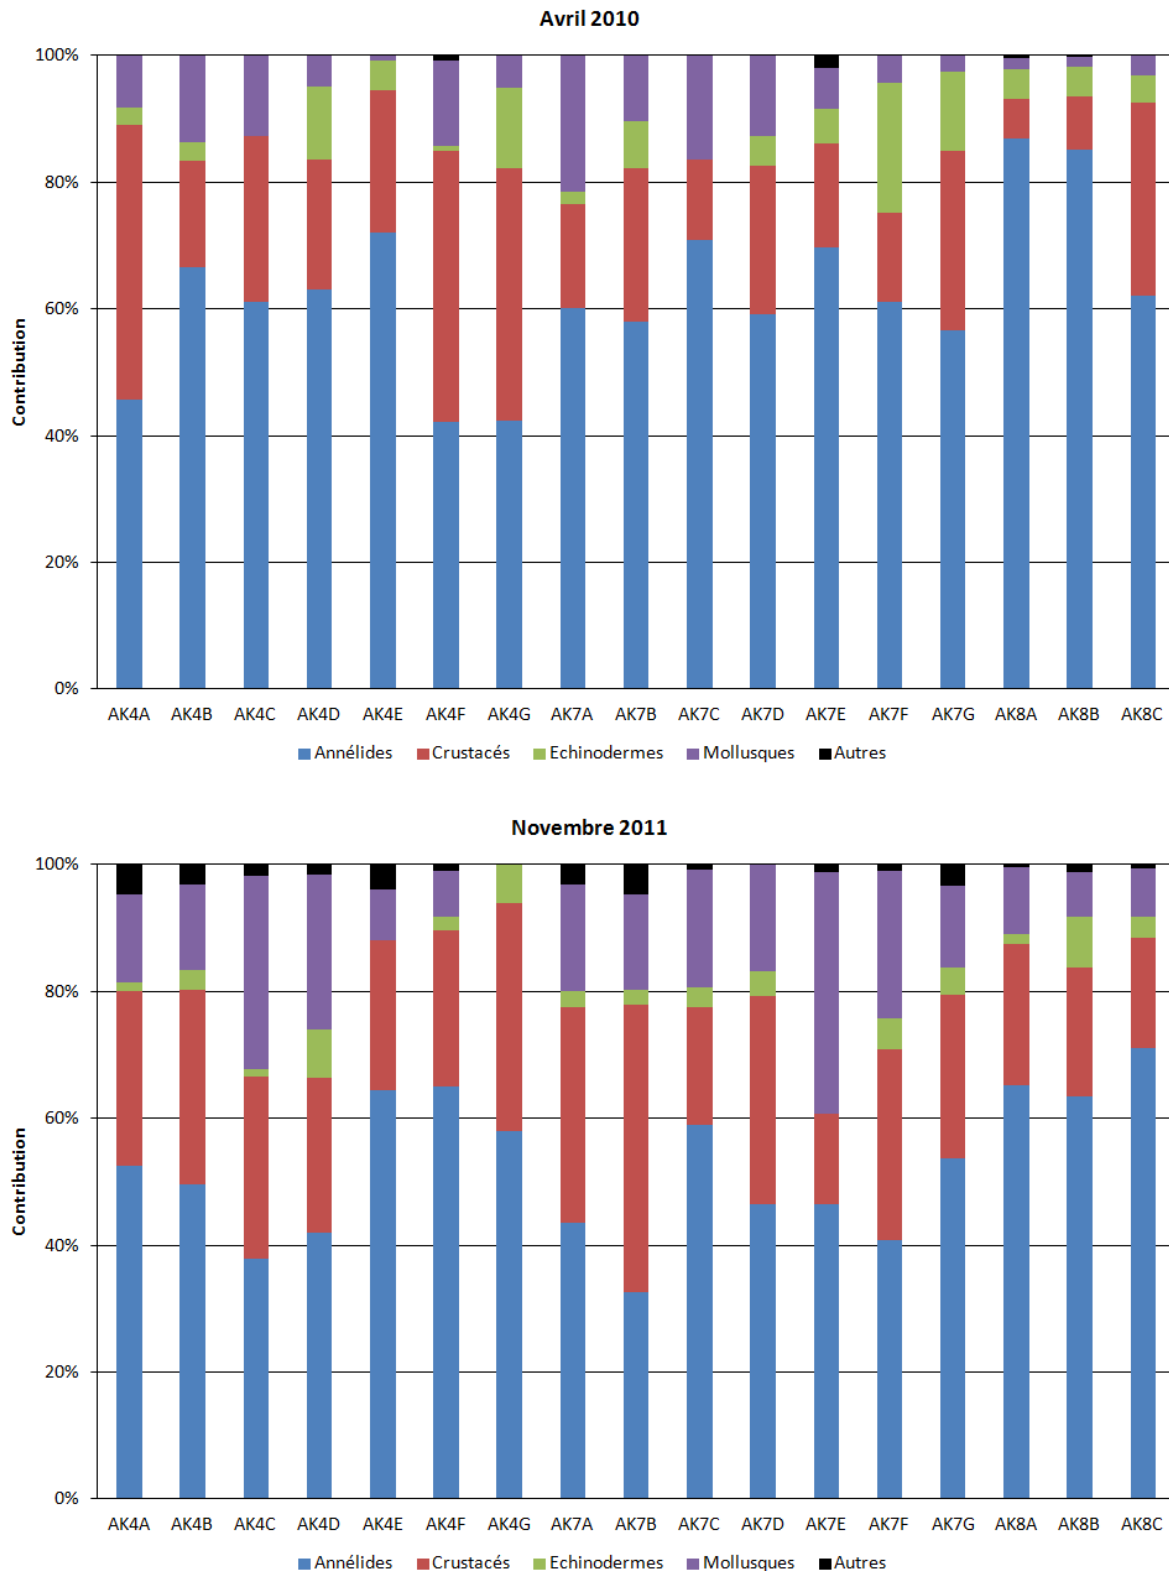 Avril 2010
100%
80%
60%
40%
20%
0%
Contribution
AK4A AK4B AK4C AK4D AK4E AK4F AK4G AK7A AK7B AK7C AK7D AK7E AK7F AK7G AK8A AK8B AK8C
Annélides Crustacés Echinodermes Mollusques Autres
Novembre 2011
100%
80%
60%
40%
20%
0%
Contribution
AK4A AK4B AK4C AK4D AK4E AK4F AK4G AK7A AK7B AK7C AK7D AK7E AK7F AK7G AK8A AK8B AK8C
Annélides Crustacés Echinodermes Mollusques Autres